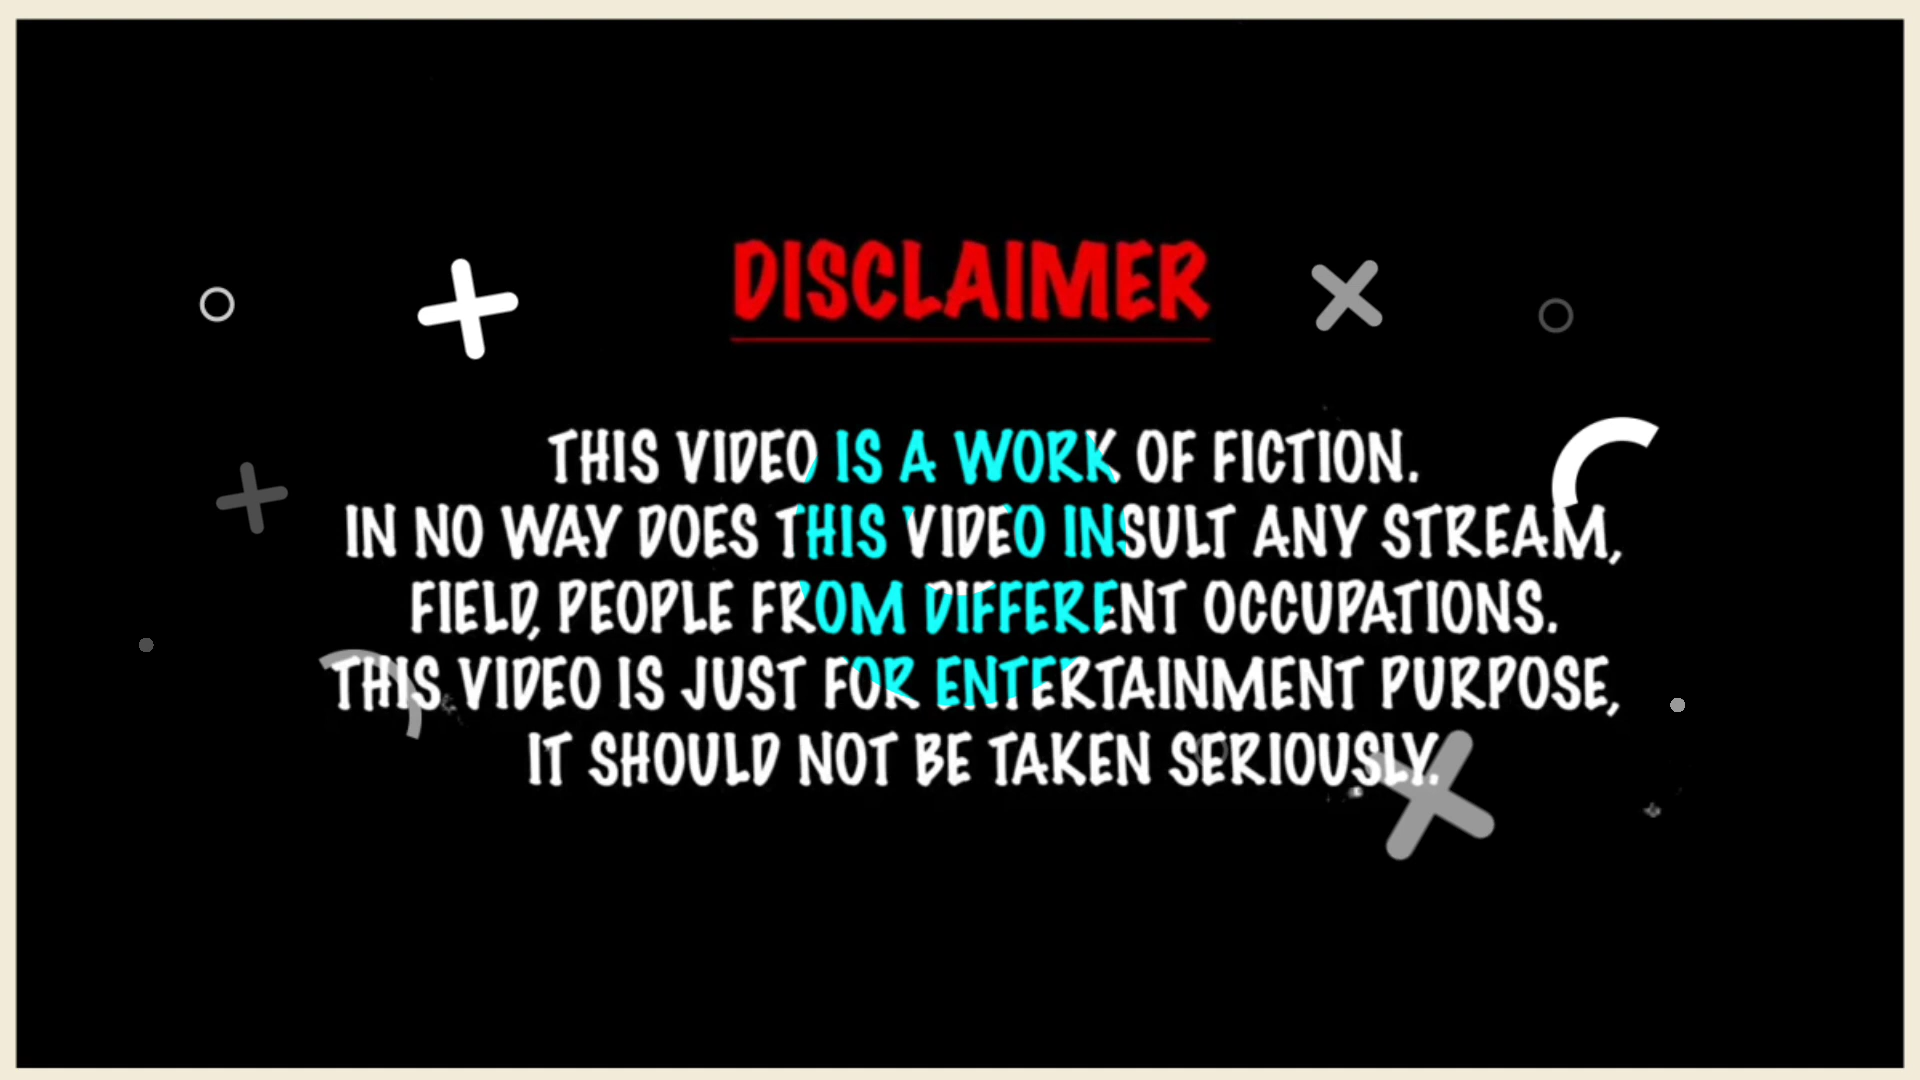 DISCLAIMER
THIS VIDEO IS A WORK OF FICTION.
IN NO WAY DOES THIS VIDEO INSULT ANY STREAM,
FIELD, PEOPLE FROM DIFFERENT OCCUPATIONS.
THIS VIDEO IS JUST FOR ENTERTAINMENT PURPOSE,
IT SHOULD NOT BE TAKEN SERIOUSLY.